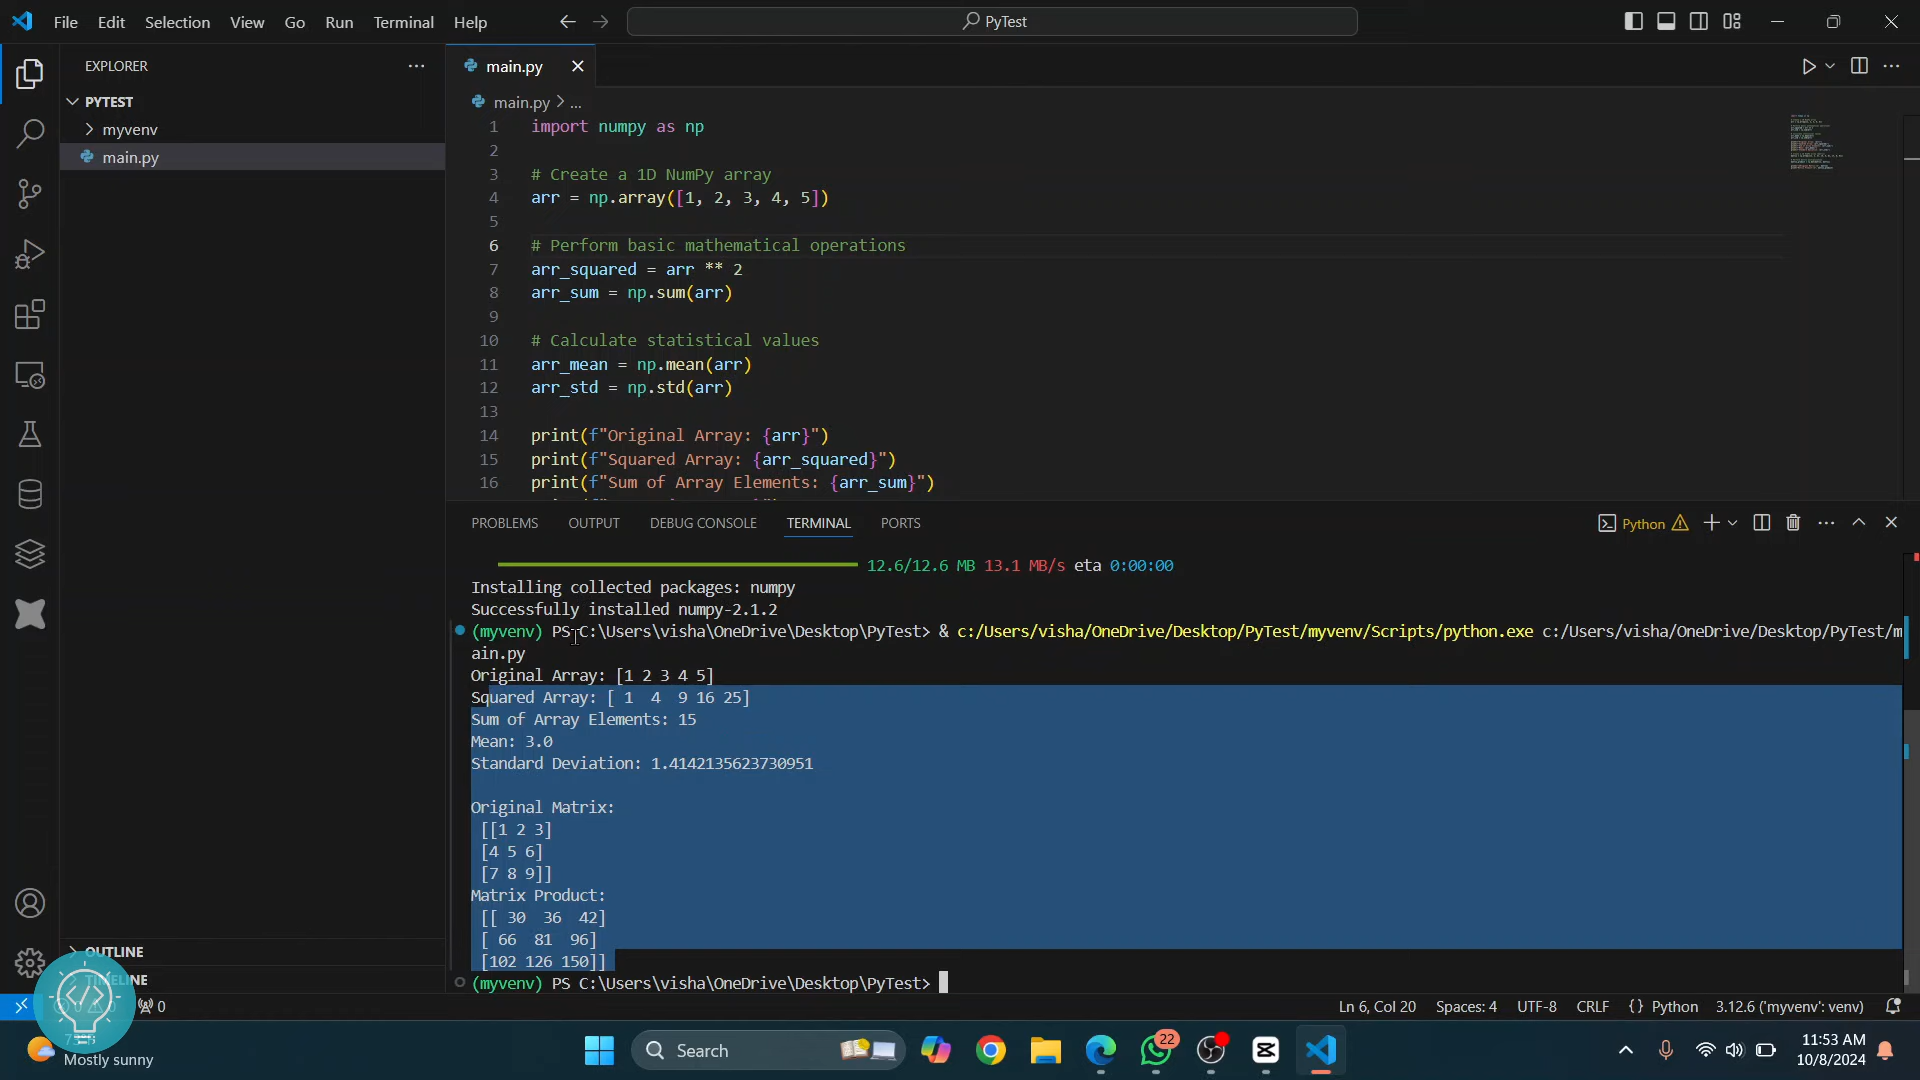 File Edit Selection View Go Run Terminal Help
PyTest
EXPLORER
PYTEST
myvenv
main.py
OUTLINE
TIMELINE
main.py
main.py > ...
1 import numpy as np
2
3 # Create a 1D NumPy array
4 arr = np.array([1, 2, 3, 4, 5])
5
6 # Perform basic mathematical operations
7 arr_squared = arr ** 2
8 arr_sum = np.sum(arr)
9
10 # Calculate statistical values
11 arr_mean = np.mean(arr)
12 arr_std = np.std(arr)
13
14 print(f"Original Array: {arr}")
15 print(f"Squared Array: {arr_squared}")
16 print(f"Sum of Array Elements: {arr_sum}")
PROBLEMS OUTPUT DEBUG CONSOLE TERMINAL PORTS
Python
12.6/12.6 MB 13.1 MB/s eta 0:00:00
Installing collected packages: numpy
Successfully installed numpy-2.1.2
(myvenv) PS C:\Users\visha\OneDrive\Desktop\PyTest> & c:/Users/visha/OneDrive/Desktop/PyTest/myvenv/Scripts/python.exe c:/Users/visha/OneDrive/Desktop/PyTest/m
ain.py
Original Array: [1 2 3 4 5]
Squared Array: [ 1  4  9 16 25]
Sum of Array Elements: 15
Mean: 3.0
Standard Deviation: 1.4142135623730951
Original Matrix:
[[1 2 3]
[4 5 6]
[7 8 9]]
Matrix Product:
[[ 30  36  42]
[ 66  81  96]
[102 126 150]]
(myvenv) PS C:\Users\visha\OneDrive\Desktop\PyTest>
0
Ln 6, Col 20 Spaces: 4 UTF-8 CRLF {} Python 3.12.6 ('myvenv': venv)
Mostly sunny
Search
22
11:53 AM
10/8/2024